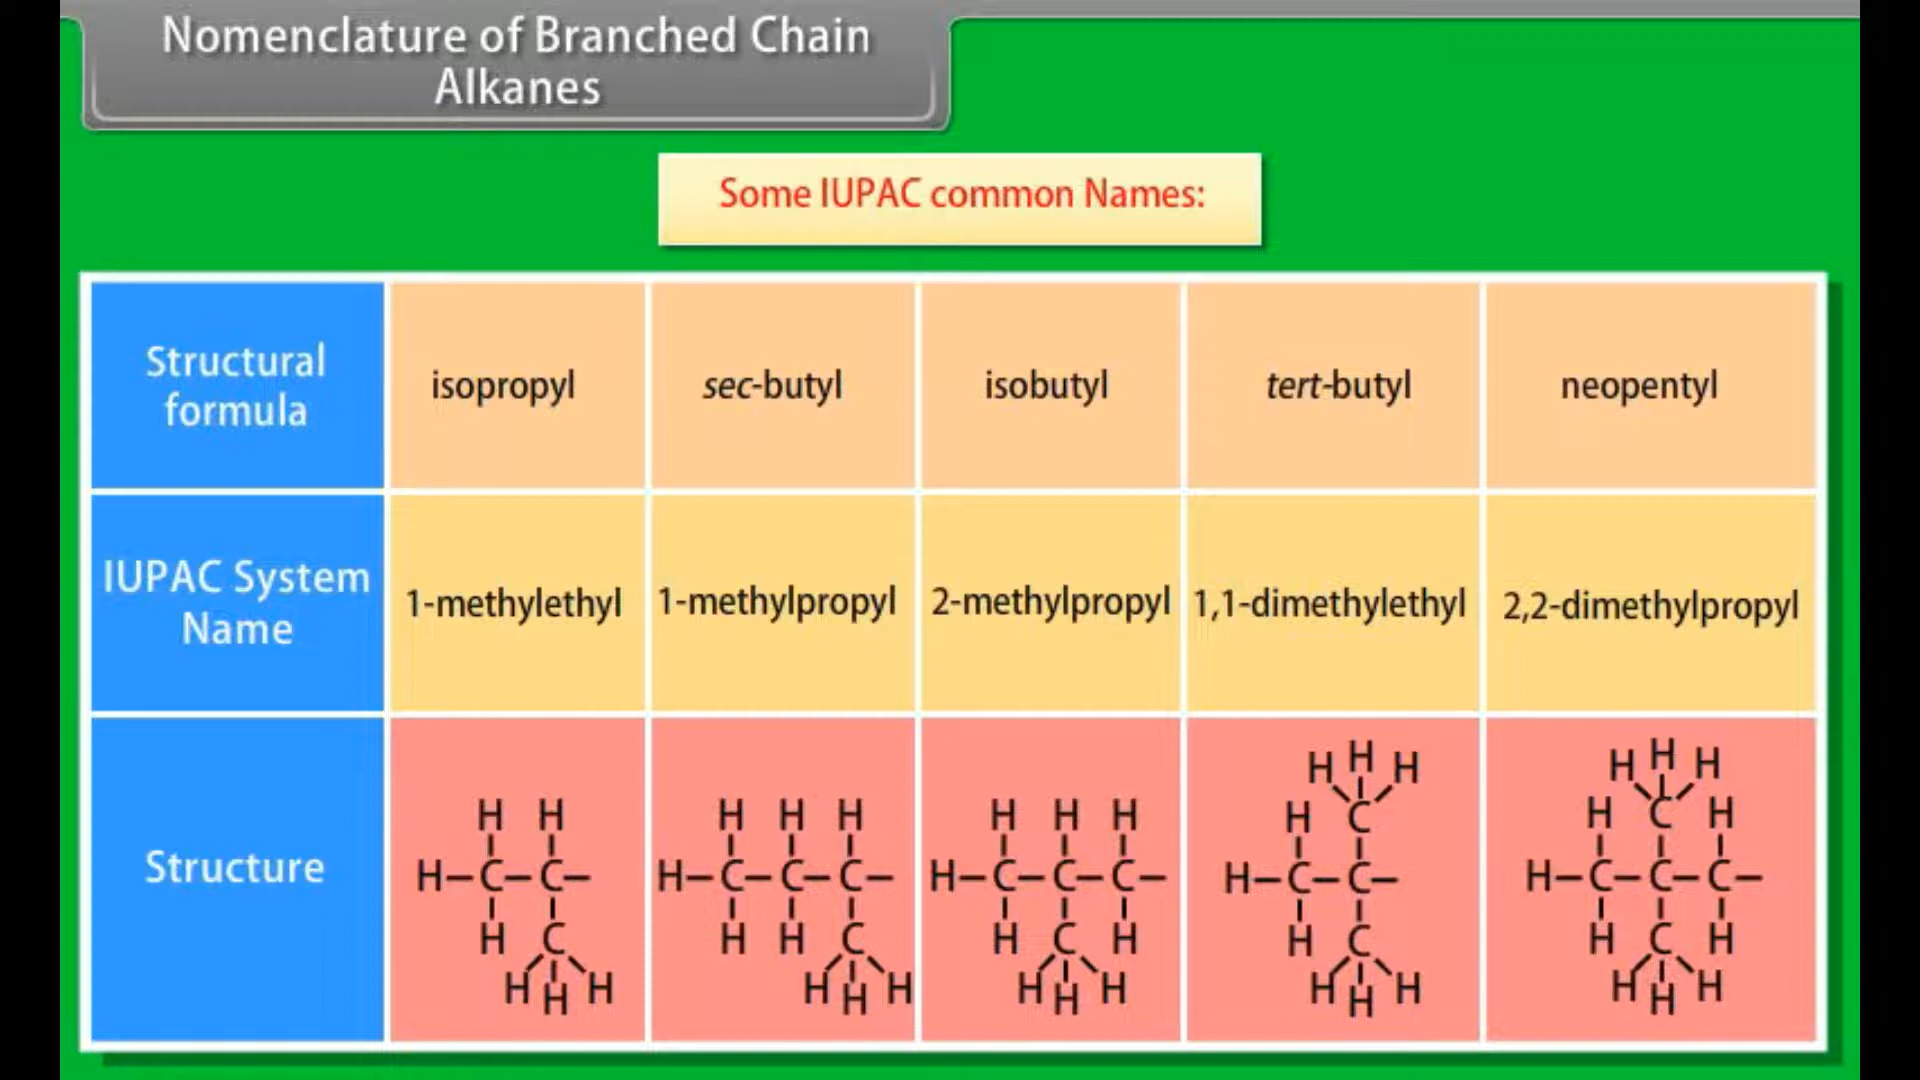 Nomenclature of Branched Chain
Alkanes
Some IUPAC common Names:
Structural
formula
isopropyl
sec-butyl
isobutyl
tert-butyl
neopentyl
IUPAC System
Name
1-methylethyl
1-methylpropyl
2-methylpropyl
1,1-dimethylethyl
2,2-dimethylpropyl
Structure
H H
H–C–C–
H C
H H H
H H H
H–C–C–C–
H H C
H H H
H H H
H–C–C–C–
H C H
H H H
H H H
H C
H–C–C–
H C
H H H
H H H
H C H
H–C–C–C–
H C H
H H H